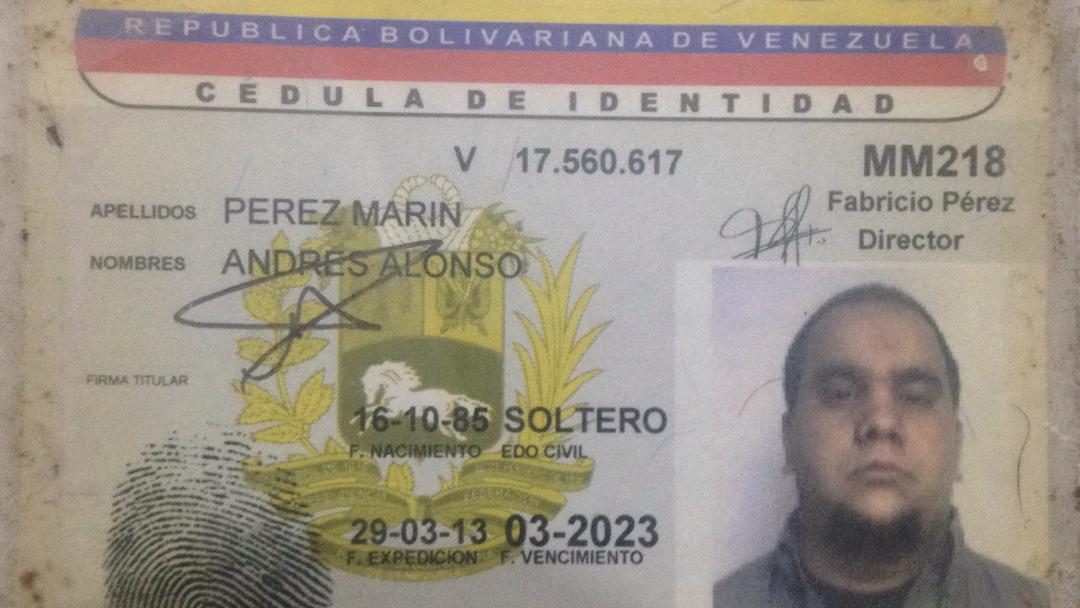 REPUBLICA BOLIVARIANA DE VENEZUELA
CÉDULA DE IDENTIDAD
V 17.560.617
MM218
Fabricio Pérez
Director
APELLIDOS PEREZ MARIN
NOMBRES ANDRES ALONSO
FIRMA TITULAR
16-10-85 SOLTERO
F. NACIMIENTO EDO CIVIL
29-03-13 03-2023
F. EXPEDICION F. VENCIMIENTO